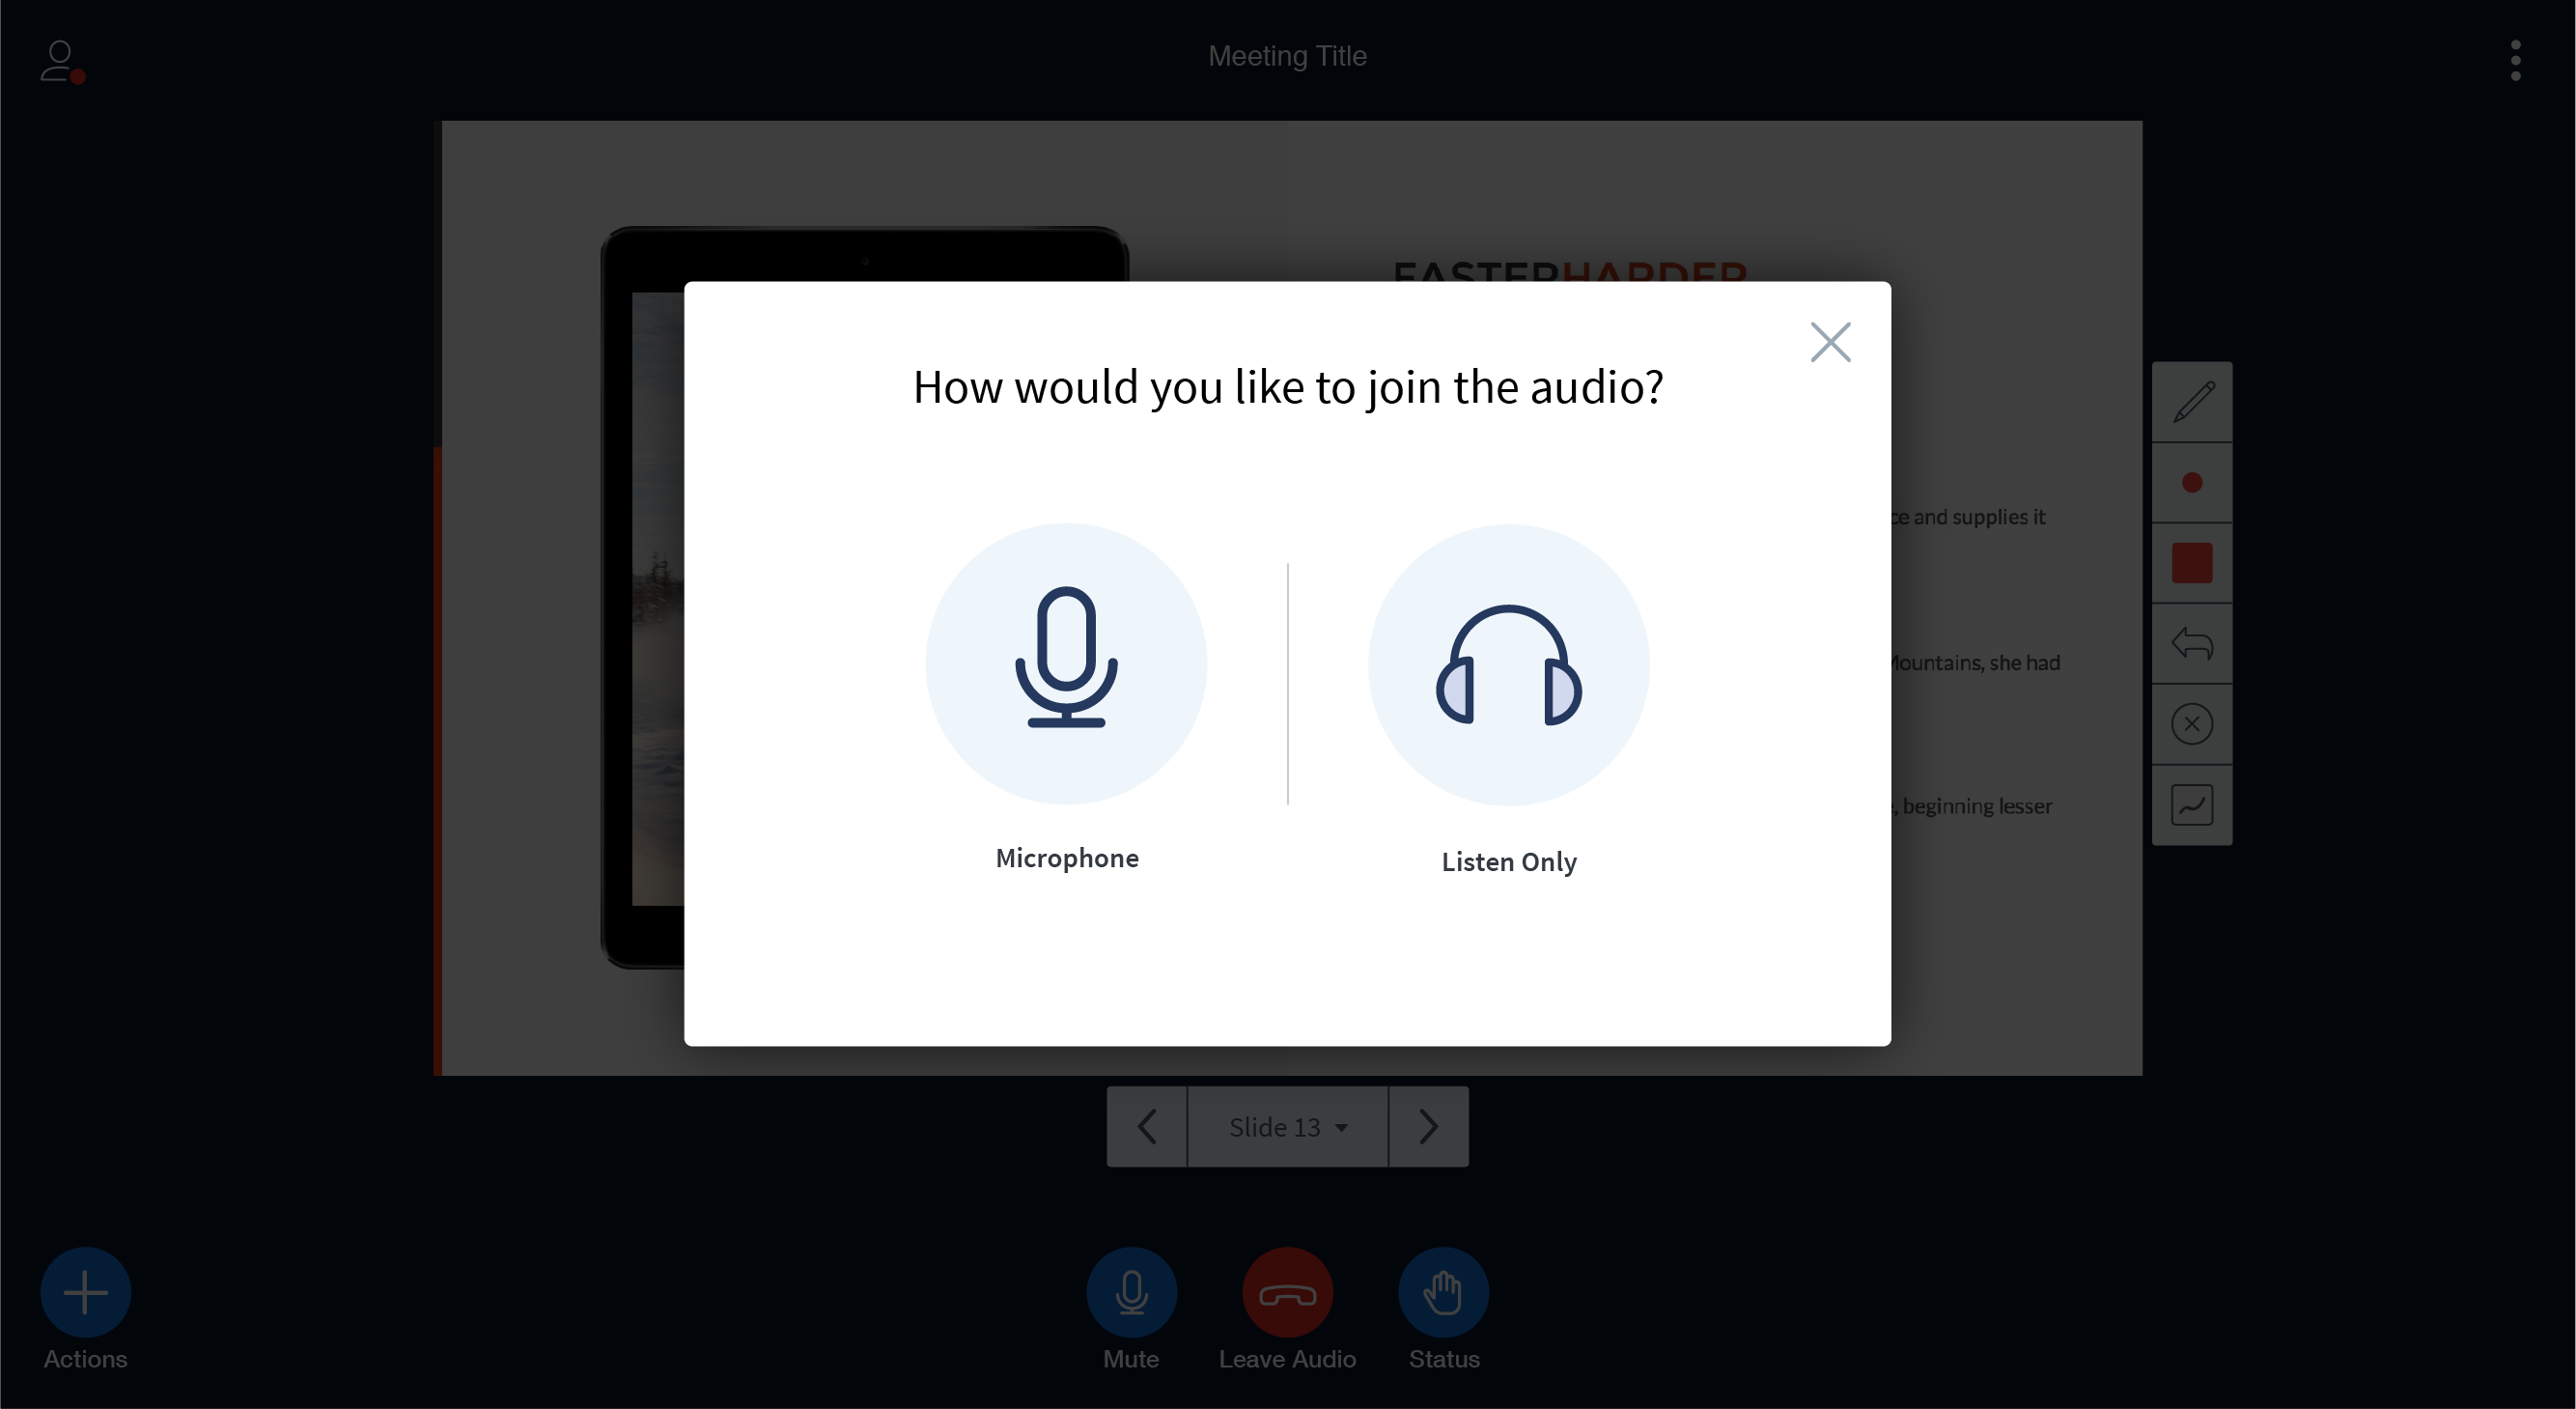 Meeting Title
FASTERHARDER
How would you like to join the audio?
ce and supplies it
Mountains, she had
, beginning lesser
Microphone
Listen Only
Slide 13
Actions
Mute
Leave Audio
Status